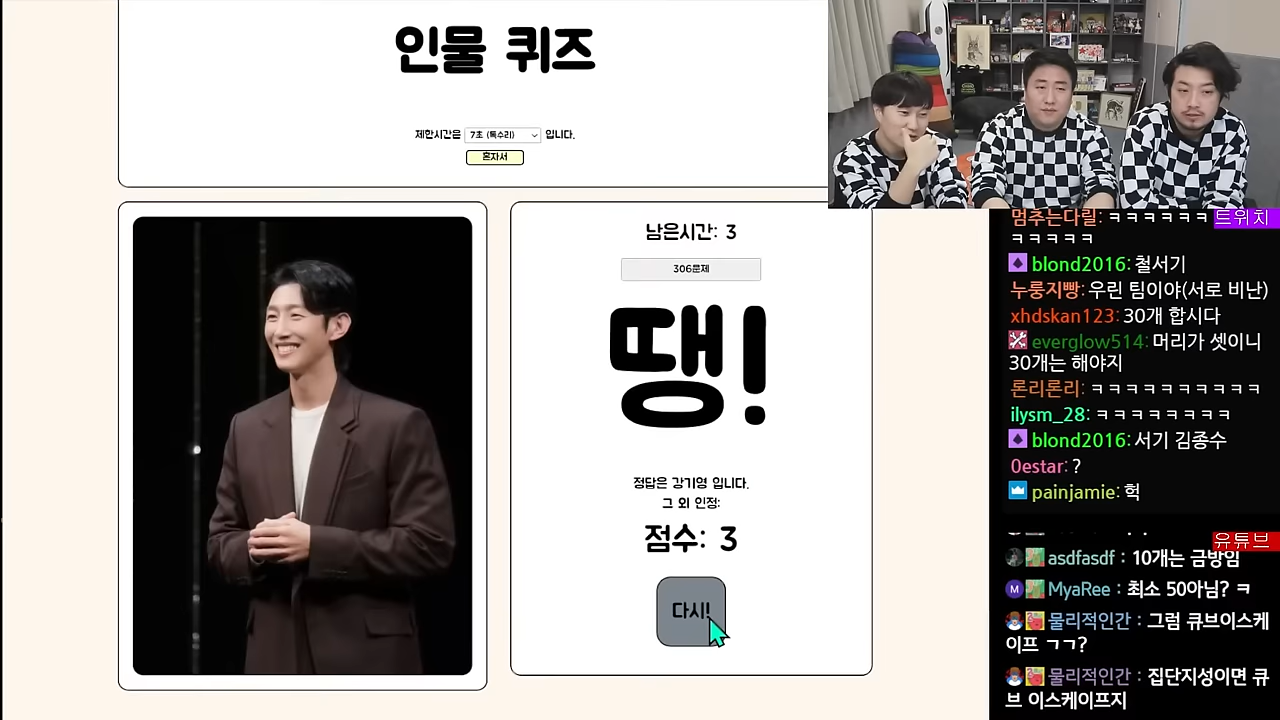 인물 퀴즈
제한시간은 7초 (독수리) 입니다.
혼자서
남은시간: 3
306문제
땡!
정답은 강기영 입니다.
그 외 인정:
점수: 3
다시!
트위치
멈추는다릴: ㅋㅋㅋㅋㅋㅋ
ㅋㅋㅋㅋㅋ
blond2016: 철서기
누룽지빵: 우린 팀이야(서로 비난)
xhdskan123: 30개 합시다
everglow514: 머리가 셋이니
30개는 해야지
론리론리: ㅋㅋㅋㅋㅋㅋㅋㅋㅋㅋ
ilysm_28: ㅋㅋㅋㅋㅋㅋㅋㅋ
blond2016: 서기 김종수
0estar: ?
painjamie: 헉
유튜브
asdfasdf : 10개는 금방임
M MyaRee : 최소 50아님? ㅋ
물리적인간 : 그럼 큐브이스케
이프 ㄱㄱ?
물리적인간 : 집단지성이면 큐
브 이스케이프지